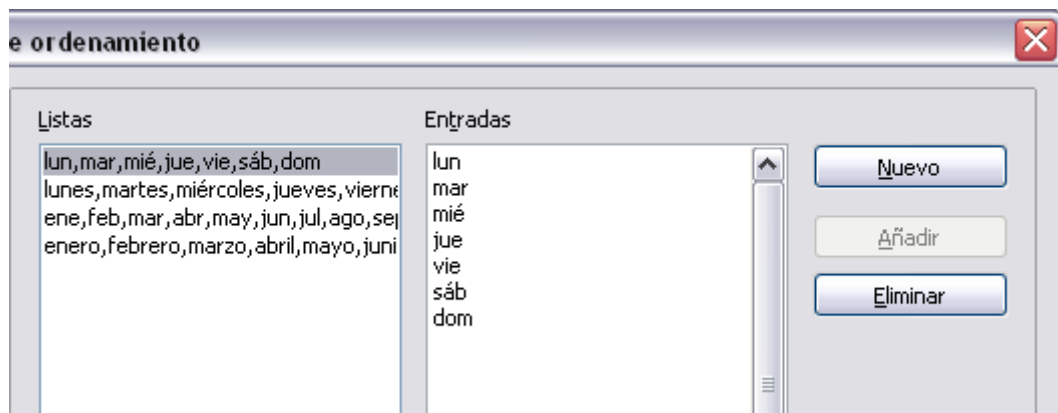 e ordenamiento
Listas
lun,mar,mié,jue,vie,sáb,dom
lunes,martes,miércoles,jueves,vierne
ene,feb,mar,abr,may,jun,jul,ago,sep
enero,febrero,marzo,abril,mayo,juni
Entradas
lun
mar
mié
jue
vie
sáb
dom
Nuevo
Añadir
Eliminar